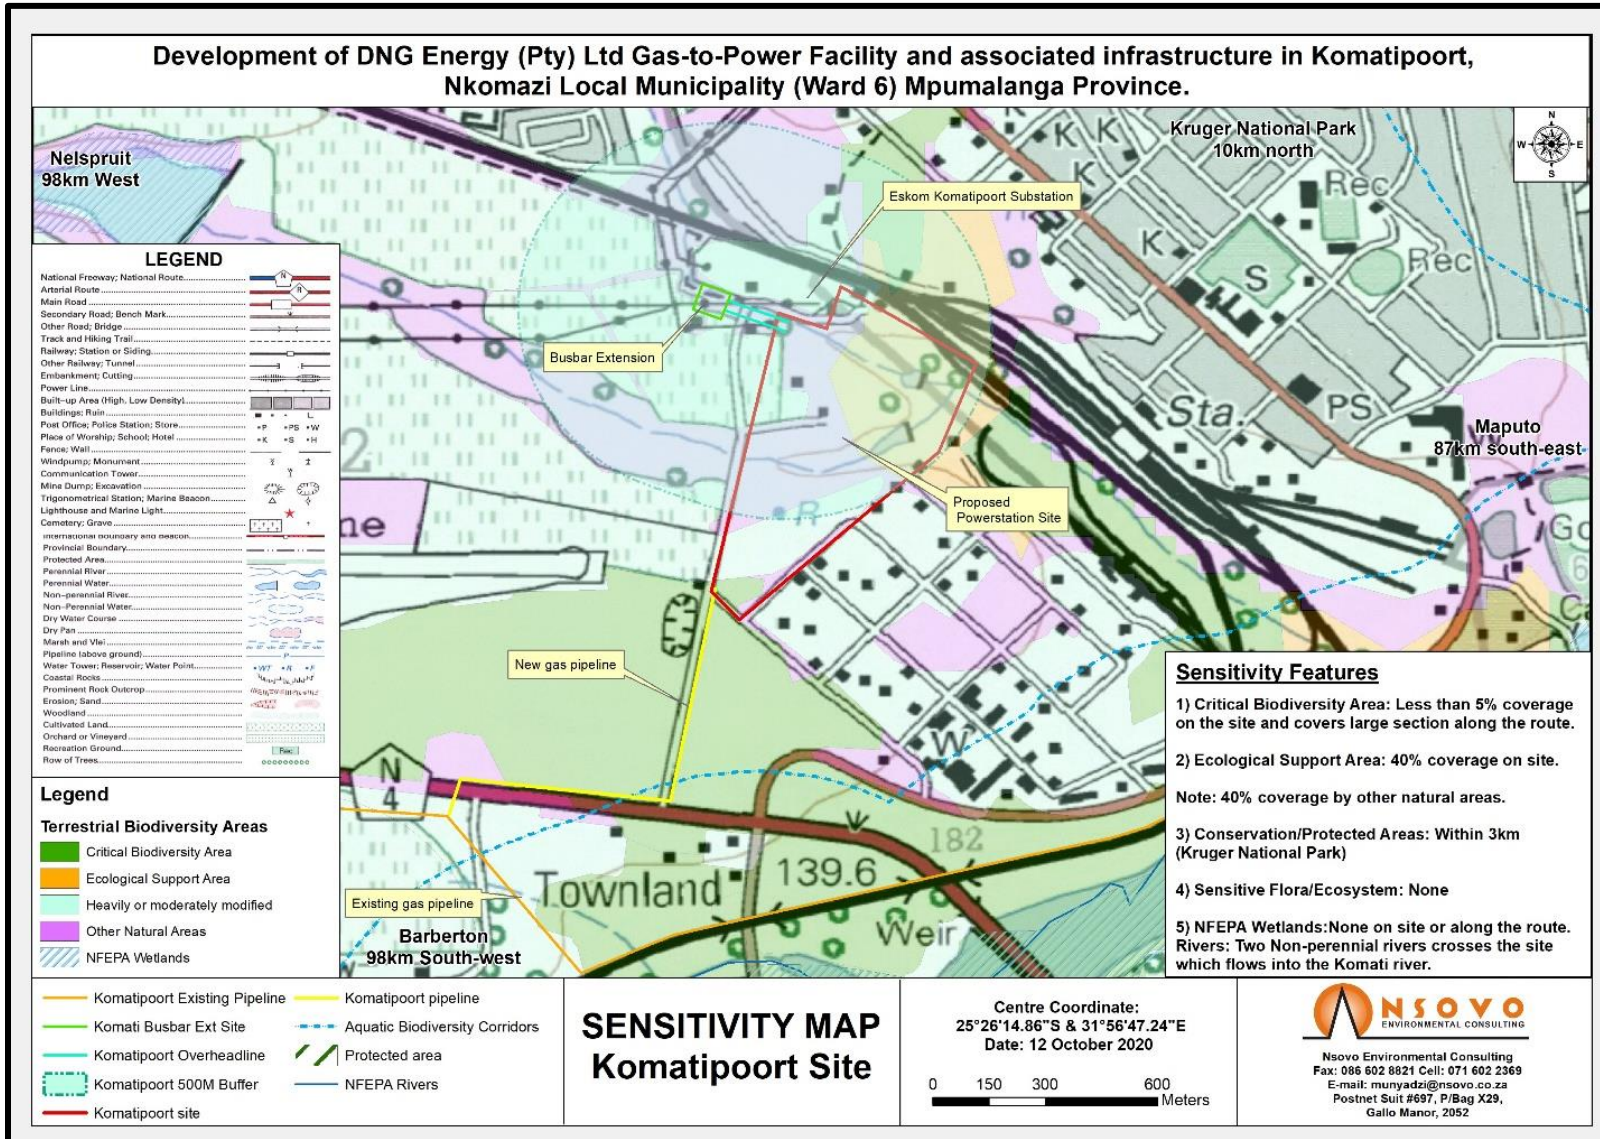 Development of DNG Energy (Pty) Ltd Gas-to-Power Facility and associated infrastructure in Komatipoort,
Nkomazi Local Municipality (Ward 6) Mpumalanga Province.
Nelspruit
98km West
Kruger National Park
10km north
N
W E
S
Eskom Komatipoort Substation
K
K
K
K
K
Rec
Rec
S
Busbar Extension
Sta.
PS
Maputo
87km south-east
2
me
R
Proposed
Powerstation Site
Go
6
Ca
New gas pipeline
W
N
4
182
139.6
Townland
Weir
Existing gas pipeline
Barberton
98km South-west
LEGEND
National Freeway; National Route
N
Arterial Route
R
Main Road
Secondary Road; Bench Mark
Other Road; Bridge
Track and Hiking Trail
Railway; Station or Siding
Other Railway; Tunnel
Embankment; Cutting
Power Line
Built-up Area (High, Low Density)
Buildings; Ruin
Post Office; Police Station; Store
•P •PS •W
Place of Worship; School; Hotel
•K •S •H
Fence; Wall
Windpump; Monument
Communication Tower
Mine Dump; Excavation
Trigonometrical Station; Marine Beacon
Lighthouse and Marine Light
Cemetery; Grave
International Boundary and Beacon
Provincial Boundary
Protected Area
Perennial River
Perennial Water
Non-perennial River
Non-Perennial Water
Dry Water Course
Dry Pan
Marsh and Vlei
Pipeline (above ground)
P
Water Tower; Reservoir; Water Point
•WT •R •F
Coastal Rocks
Prominent Rock Outcrop
Erosion; Sand
Woodland
Cultivated Land
Orchard or Vineyard
Recreation Ground
Rec
Row of Trees
Legend
Terrestrial Biodiversity Areas
Critical Biodiversity Area
Ecological Support Area
Heavily or moderately modified
Other Natural Areas
NFEPA Wetlands
Sensitivity Features
1) Critical Biodiversity Area: Less than 5% coverage
on the site and covers large section along the route.
2) Ecological Support Area: 40% coverage on site.
Note: 40% coverage by other natural areas.
3) Conservation/Protected Areas: Within 3km
(Kruger National Park)
4) Sensitive Flora/Ecosystem: None
5) NFEPA Wetlands:None on site or along the route.
Rivers: Two Non-perennial rivers crosses the site
which flows into the Komati river.
Komatipoort Existing Pipeline
Komati Busbar Ext Site
Komatipoort Overheadline
Komatipoort 500M Buffer
Komatipoort site
Komatipoort pipeline
Aquatic Biodiversity Corridors
Protected area
NFEPA Rivers
SENSITIVITY MAP
Komatipoort Site
Centre Coordinate:
25°26'14.86"S & 31°56'47.24"E
Date: 12 October 2020
0 150 300 600
Meters
NSOVO
ENVIRONMENTAL CONSULTING
Nsovo Environmental Consulting
Fax: 086 602 8821 Cell: 071 602 2369
E-mail: munyadzi@nsovo.co.za
Postnet Suit #697, P/Bag X29,
Gallo Manor, 2052